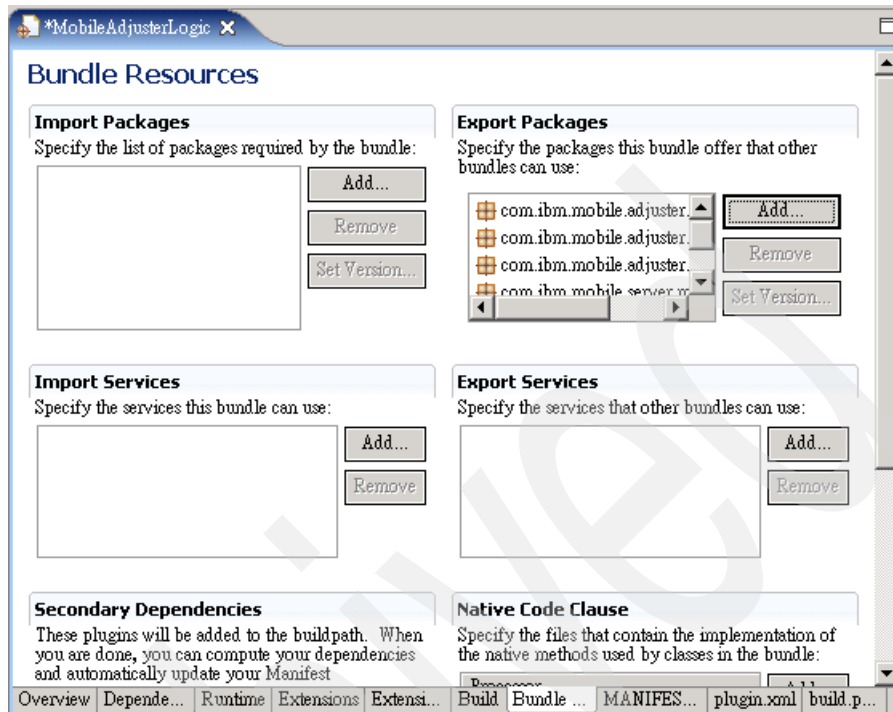 *MobileAdjusterLogic
Bundle Resources
Import Packages
Specify the list of packages required by the bundle:
Add...
Remove
Set Version...
Export Packages
Specify the packages this bundle offer that other
bundles can use:
com.ibm.mobile.adjuster.
com.ibm.mobile.adjuster.
com.ibm.mobile.adjuster.
com.ibm.mobile.server.m
Add...
Remove
Set Version...
Import Services
Specify the services this bundle can use:
Add...
Remove
Export Services
Specify the services that other bundles can use:
Add...
Remove
Secondary Dependencies
These plugins will be added to the buildpath. When
you are done, you can compute your dependencies
and automatically update your Manifest
Native Code Clause
Specify the files that contain the implementation of
the native methods used by classes in the bundle:
Processor
Add...
Overview Depende... Runtime Extensions Extensi... Build Bundle ... MANIFES... plugin.xml build.p...